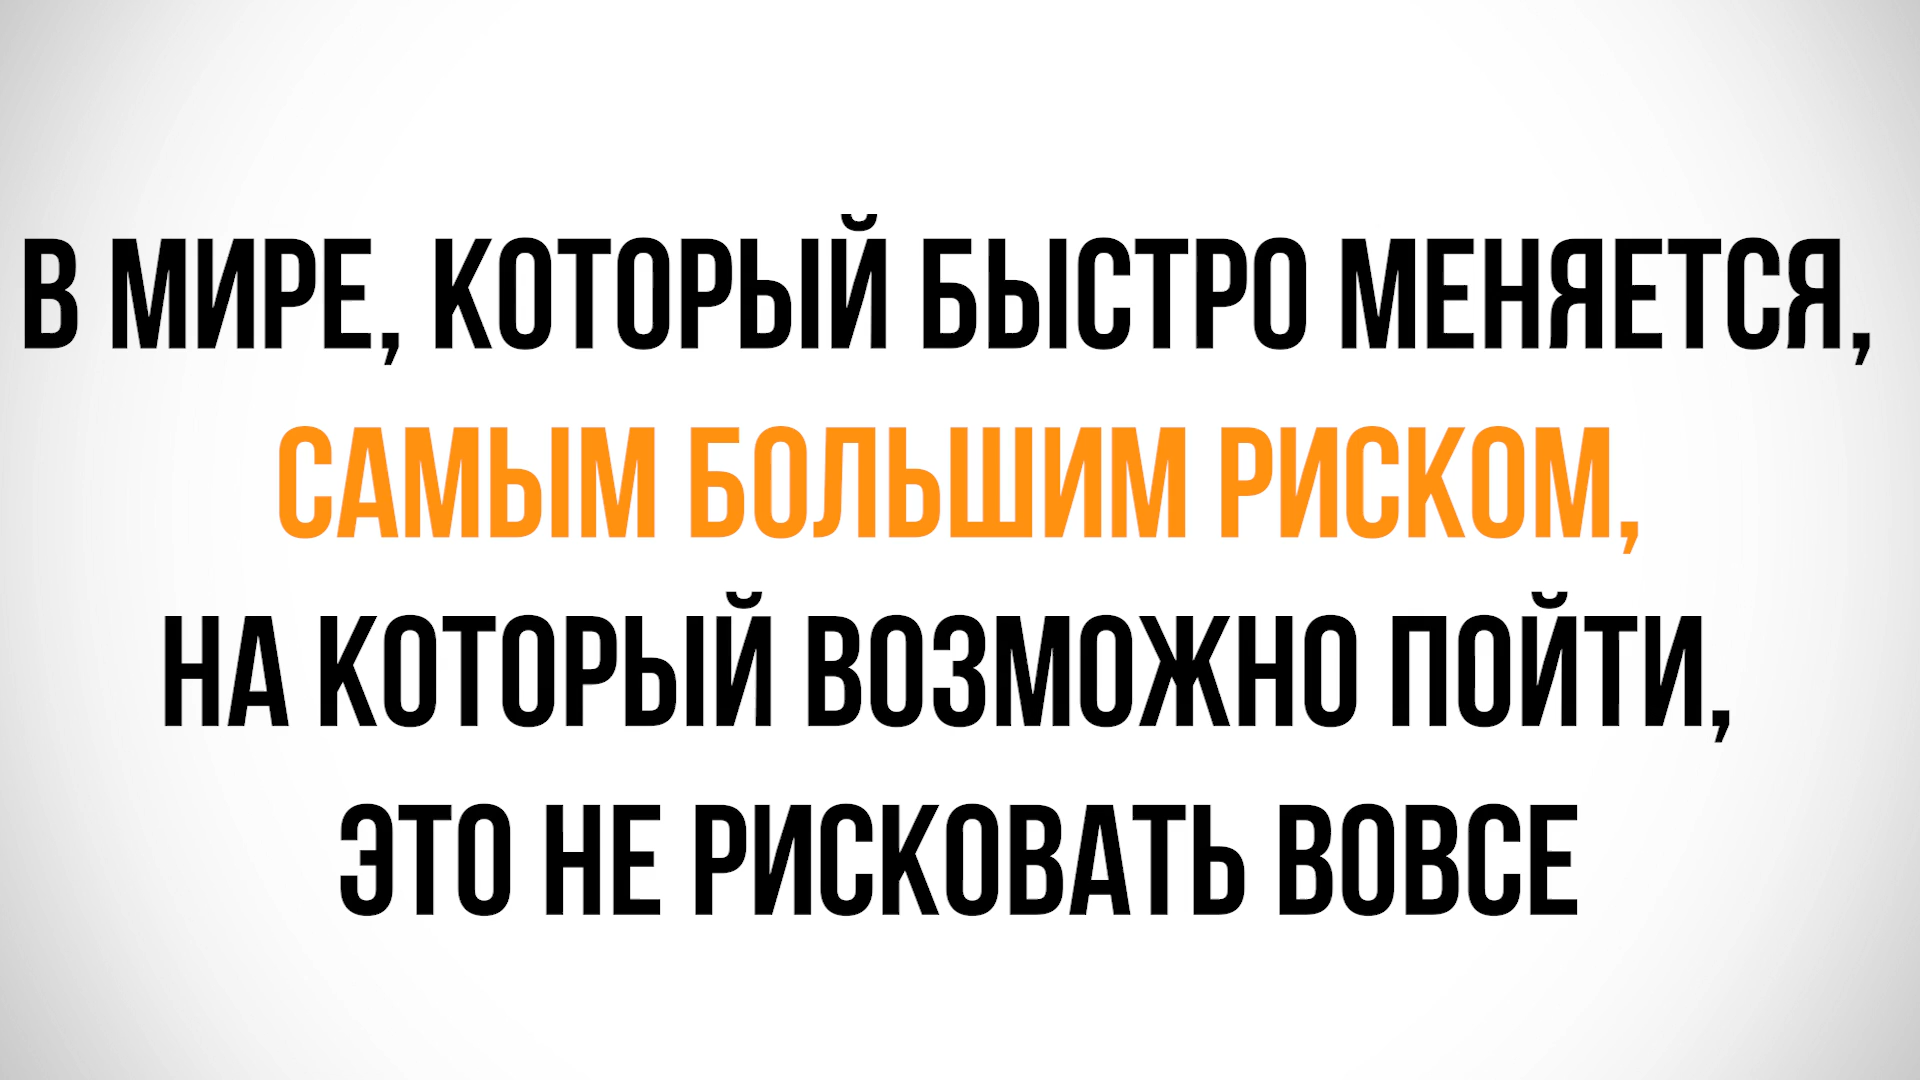 В МИРЕ, КОТОРЫЙ БЫСТРО МЕНЯЕТСЯ,
САМЫМ БОЛЬШИМ РИСКОМ,
НА КОТОРЫЙ ВОЗМОЖНО ПОЙТИ,
ЭТО НЕ РИСКОВАТЬ ВОВСЕ